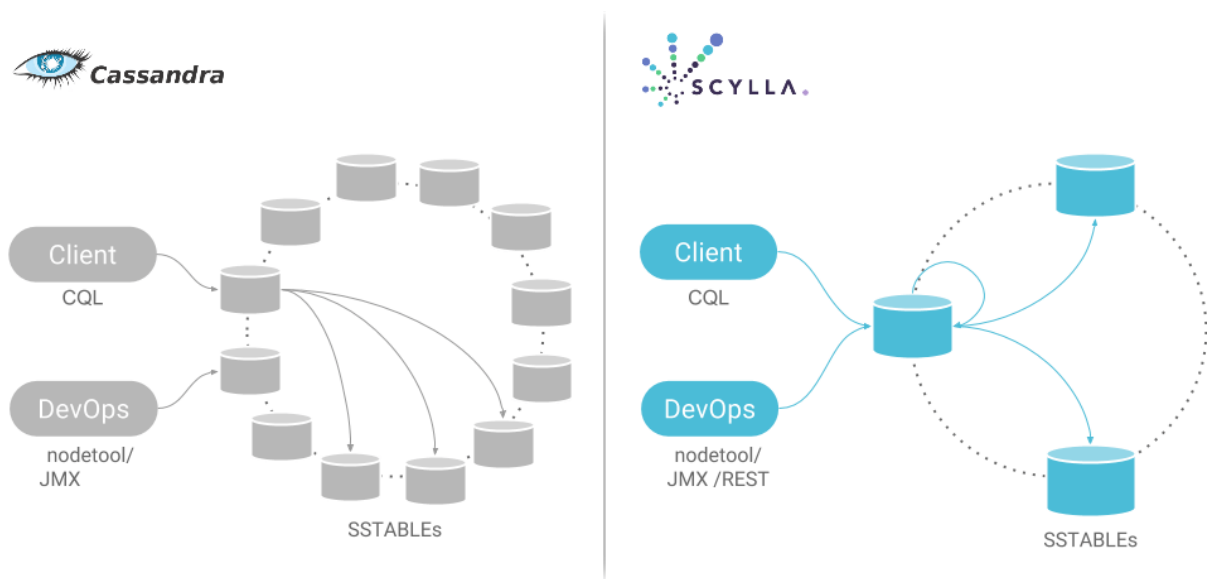 Cassandra
Client
CQL
DevOps
nodetool/
JMX
SSTABLEs
SCYLLA.
Client
CQL
DevOps
nodetool/
JMX /REST
SSTABLEs